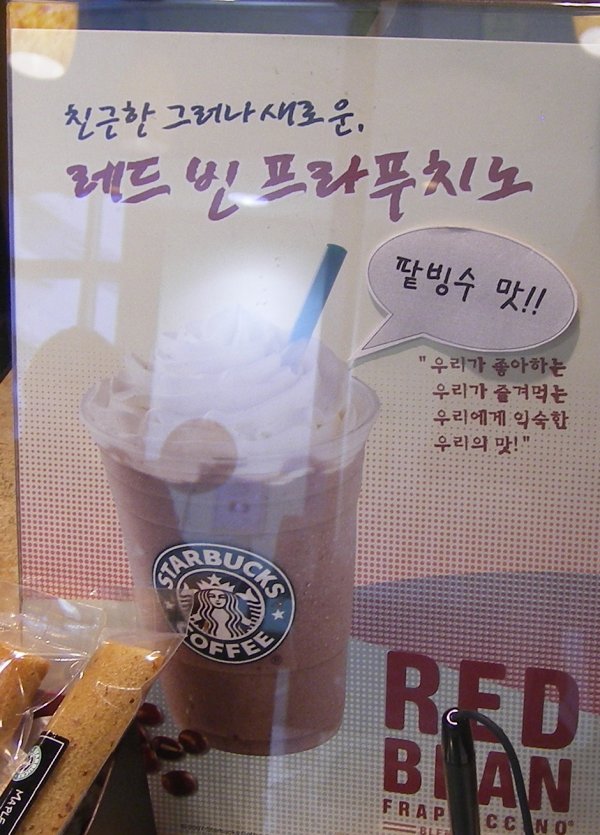 친근한 그러나 새로운,
레드 빈 프라푸치노
팥빙수 맛!!
"우리가 좋아하는
우리가 즐겨먹는
우리에게 익숙한
우리의 맛!"
STARBUCKS
COFFEE
RED
BEAN
FRAPPUCCINO
MAPLE